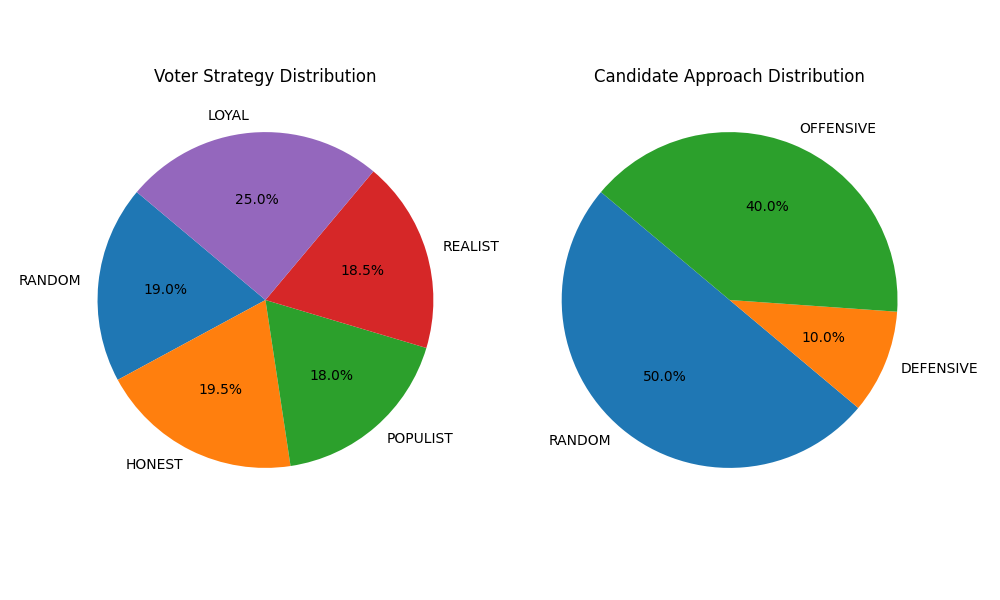 Voter Strategy Distribution
LOYAL
25.0%
REALIST
18.5%
RANDOM
19.0%
18.0%
19.5%
POPULIST
HONEST
Candidate Approach Distribution
OFFENSIVE
40.0%
10.0%
DEFENSIVE
50.0%
RANDOM